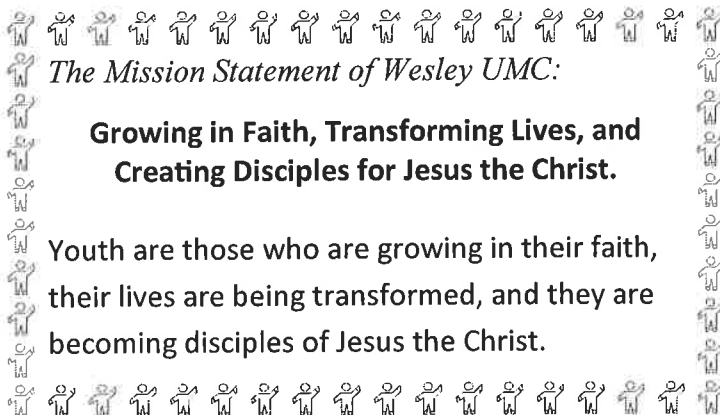 The Mission Statement of Wesley UMC:
Growing in Faith, Transforming Lives, and
Creating Disciples for Jesus the Christ.
Youth are those who are growing in their faith,
their lives are being transformed, and they are
becoming disciples of Jesus the Christ.